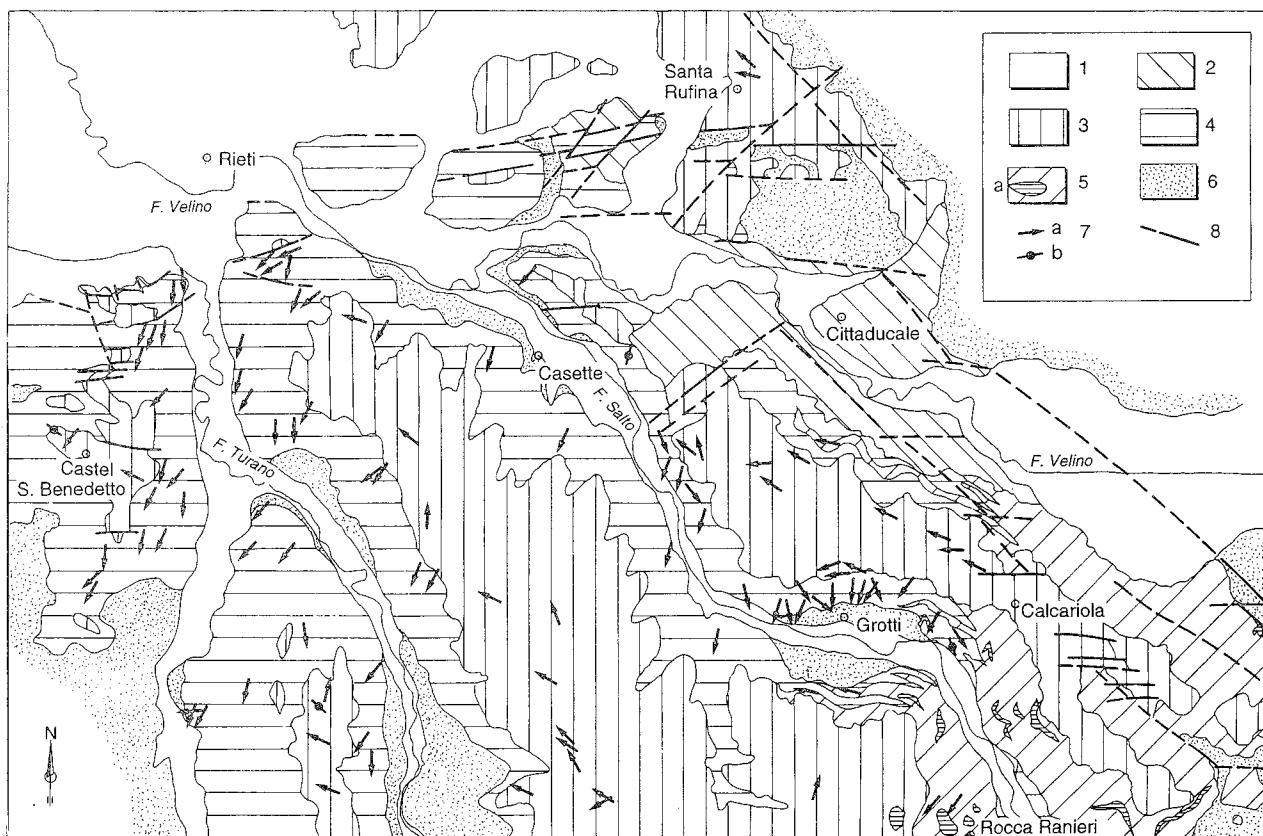 Santa
Rufina
Rieti
F. Velino
1
2
3
4
a
5
6
a
7
8
b
Cittaducale
Casette
F. Salto
F. Turano
F. Velino
Castel
S. Benedetto
Calcariola
Grotti
N
Rocca Ranieri